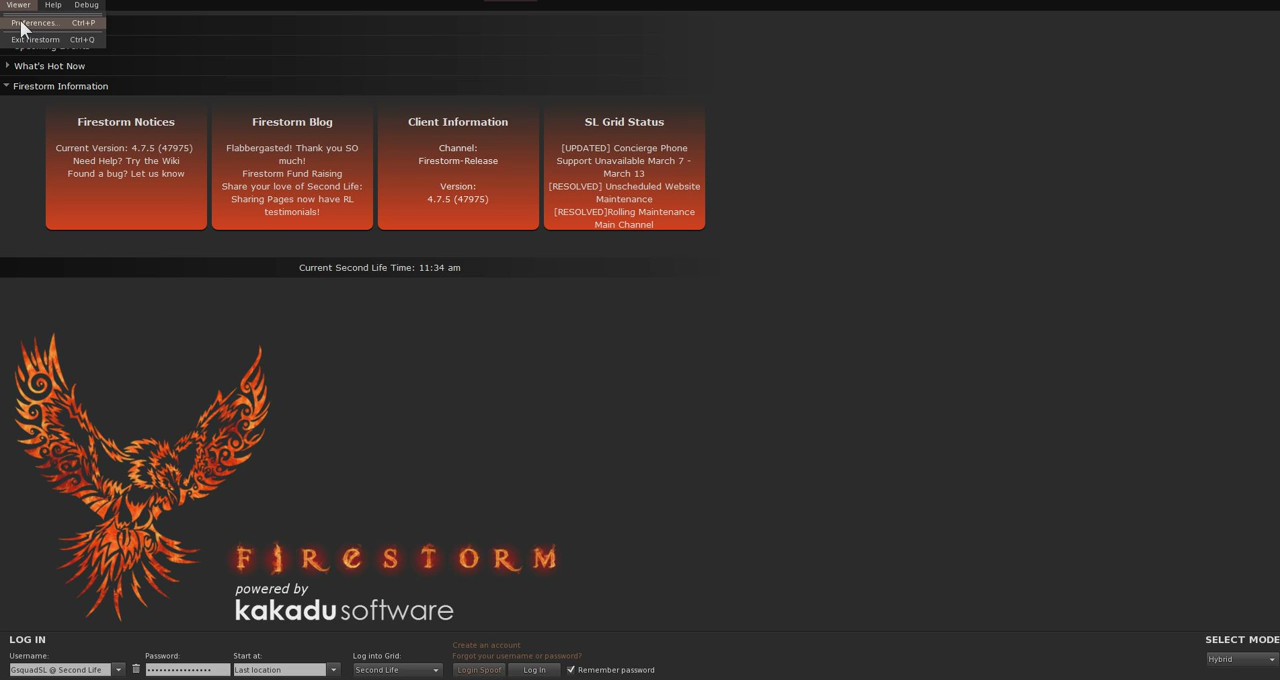 Viewer Help Debug
Preferences... Ctrl+P
Exit Firestorm Ctrl+Q
What's Hot Now
Firestorm Information
Firestorm Notices
Current Version: 4.7.5 (47975)
Need Help? Try the Wiki
Found a bug? Let us know
Firestorm Blog
Flabbergasted! Thank you SO
much!
Firestorm Fund Raising
Share your love of Second Life:
Sharing Pages now have RL
testimonials!
Client Information
Channel:
Firestorm-Release
Version:
4.7.5 (47975)
SL Grid Status
[UPDATED] Concierge Phone
Support Unavailable March 7 -
March 13
[RESOLVED] Unscheduled Website
Maintenance
[RESOLVED]Rolling Maintenance
Main Channel
Current Second Life Time: 11:34 am
FIRESTORM
powered by
kakadusoftware
LOG IN
Username:
GsquadSL @ Second Life
Password:
Start at:
Last location
Log into Grid:
Second Life
Create an account
Forgot your username or password?
Login Spoof
Log In
Remember password
SELECT MODE
Hybrid